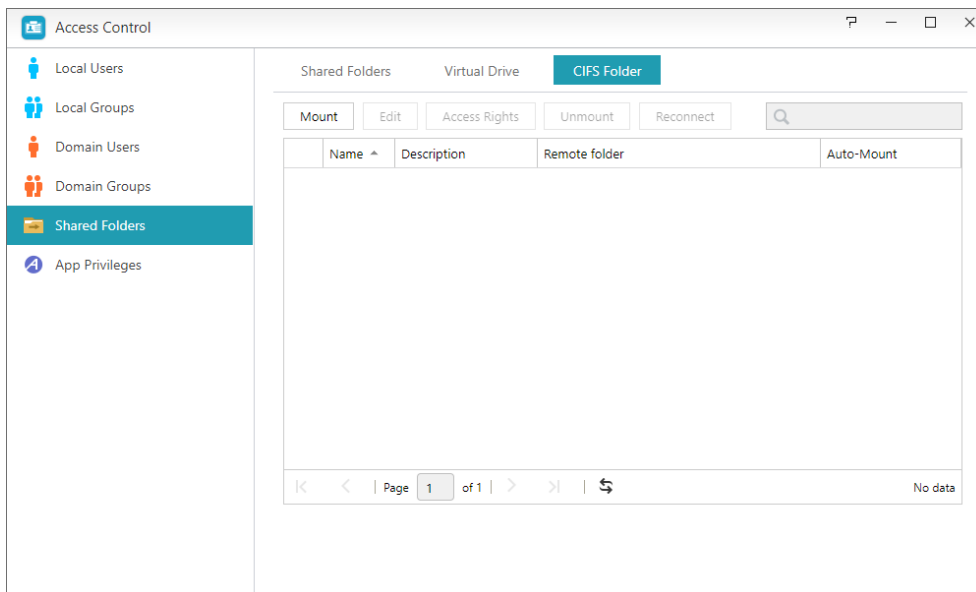 Access Control
Local Users
Local Groups
Domain Users
Domain Groups
Shared Folders
App Privileges
Shared Folders Virtual Drive CIFS Folder
Mount Edit Access Rights Unmount Reconnect
Name Description Remote folder Auto-Mount
Page 1 of 1 No data